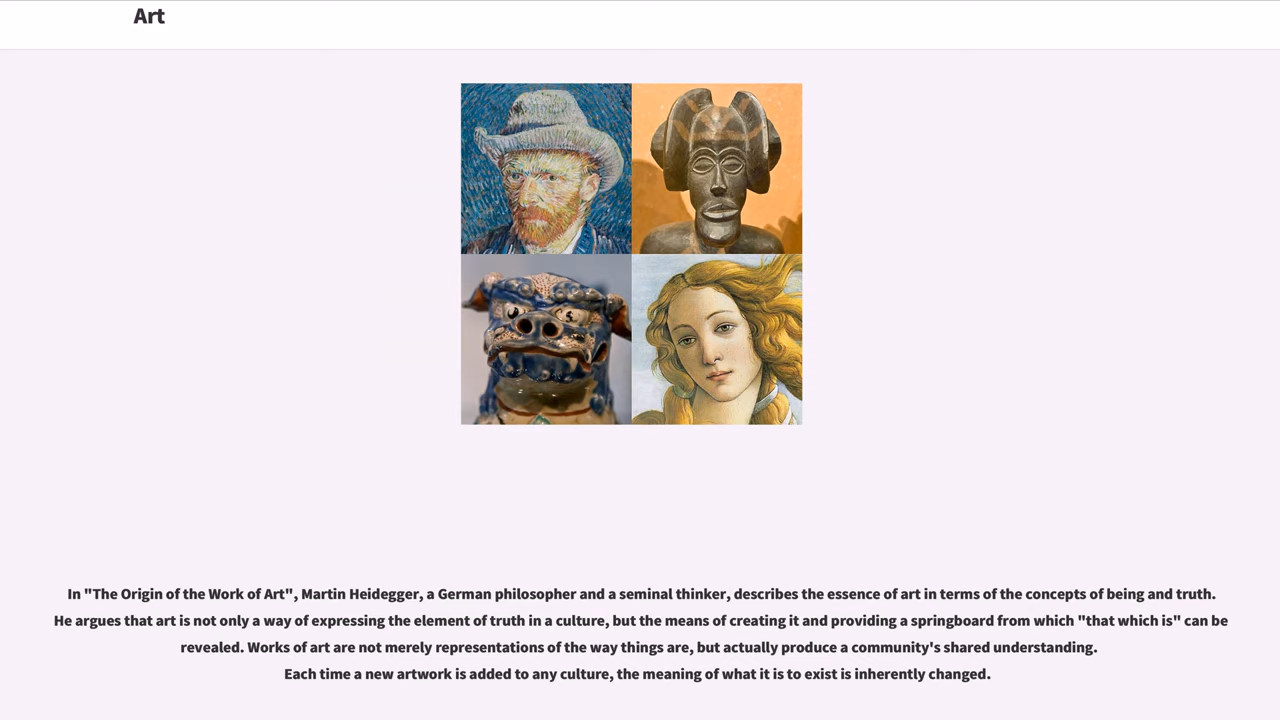 Art
In "The Origin of the Work of Art", Martin Heidegger, a German philosopher and a seminal thinker, describes the essence of art in terms of the concepts of being and truth.
He argues that art is not only a way of expressing the element of truth in a culture, but the means of creating it and providing a springboard from which "that which is" can be
revealed. Works of art are not merely representations of the way things are, but actually produce a community's shared understanding.
Each time a new artwork is added to any culture, the meaning of what it is to exist is inherently changed.